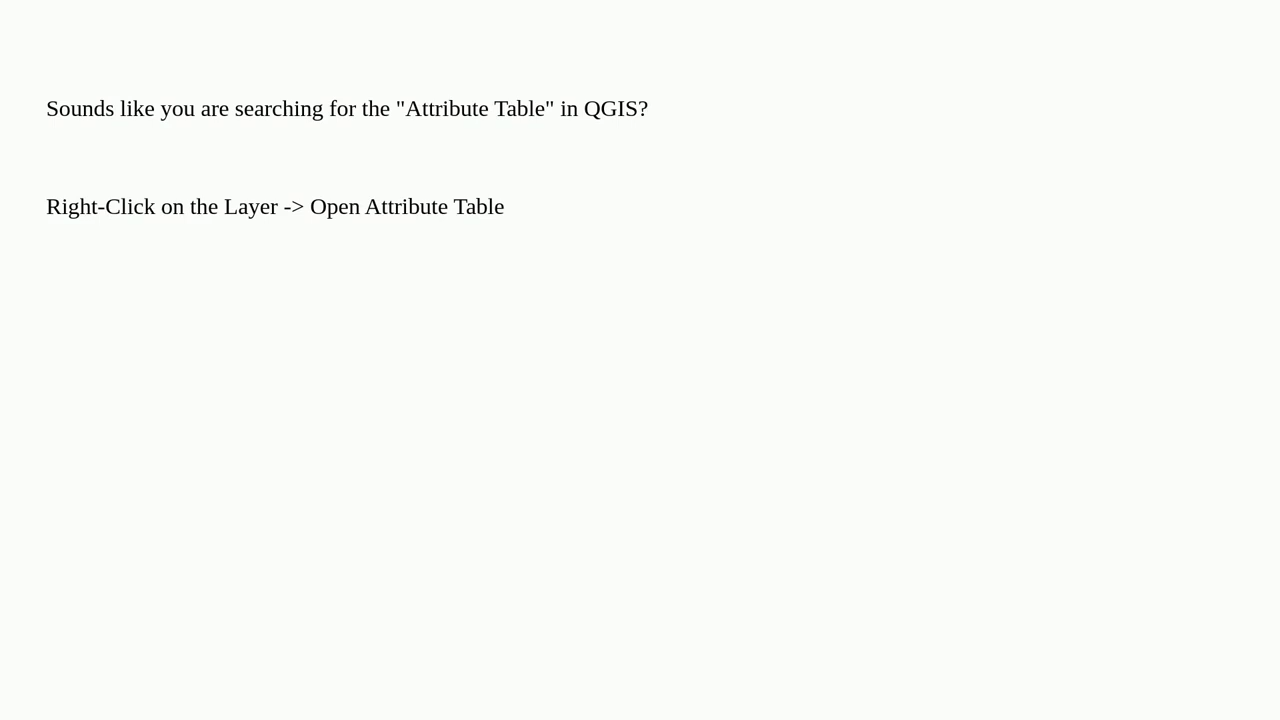 Sounds like you are searching for the "Attribute Table" in QGIS?
Right-Click on the Layer -> Open Attribute Table